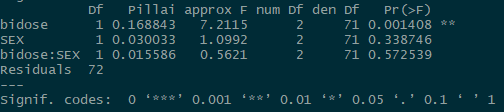 Df Pillai approx F num Df den Df Pr(>F)
bidose 1 0.168843 7.2115 2 71 0.001408 **
SEX 1 0.030033 1.0992 2 71 0.338746
bidose:SEX 1 0.015586 0.5621 2 71 0.572539
Residuals 72
---
Signif. codes: 0 ‘***’ 0.001 ‘**’ 0.01 ‘*’ 0.05 ‘.’ 0.1 ‘ ’ 1